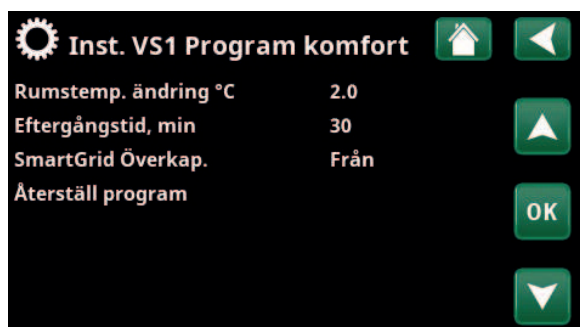 Inst. VS1 Program komfort
Rumstemp. ändring °C 2.0
Eftergångstid, min 30
SmartGrid Överkap. Från
Återställ program
OK